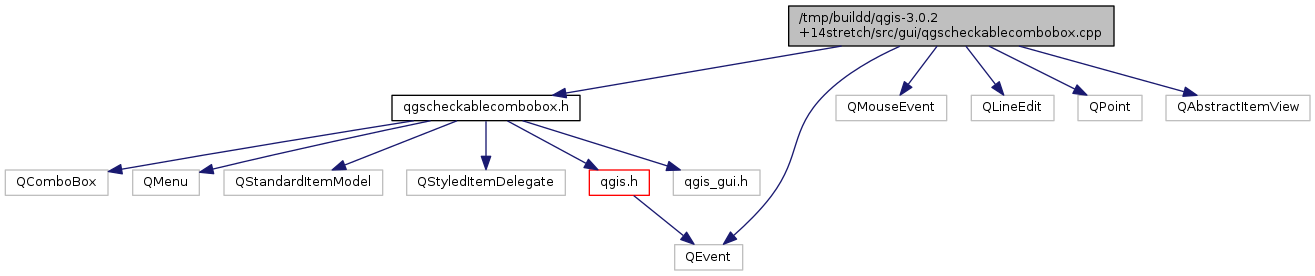 /tmp/buildd/qgis-3.0.2
+14stretch/src/gui/qgscheckablecombobox.cpp
qgscheckablecombobox.h
QMouseEvent
QLineEdit
QPoint
QAbstractItemView
QComboBox
QMenu
QStandardItemModel
QStyledItemDelegate
qgis.h
qgis_gui.h
QEvent